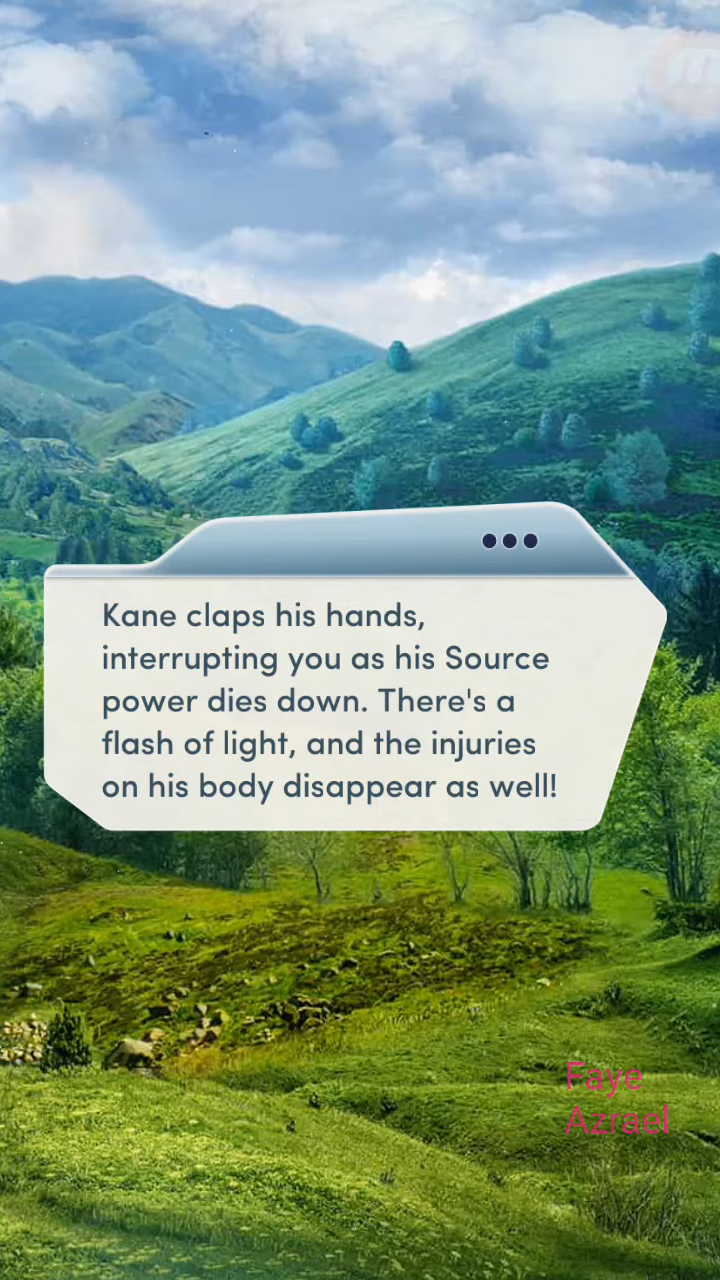 Kane claps his hands,
interrupting you as his Source
power dies down. There's a
flash of light, and the injuries
on his body disappear as well!
Faye
Azrael